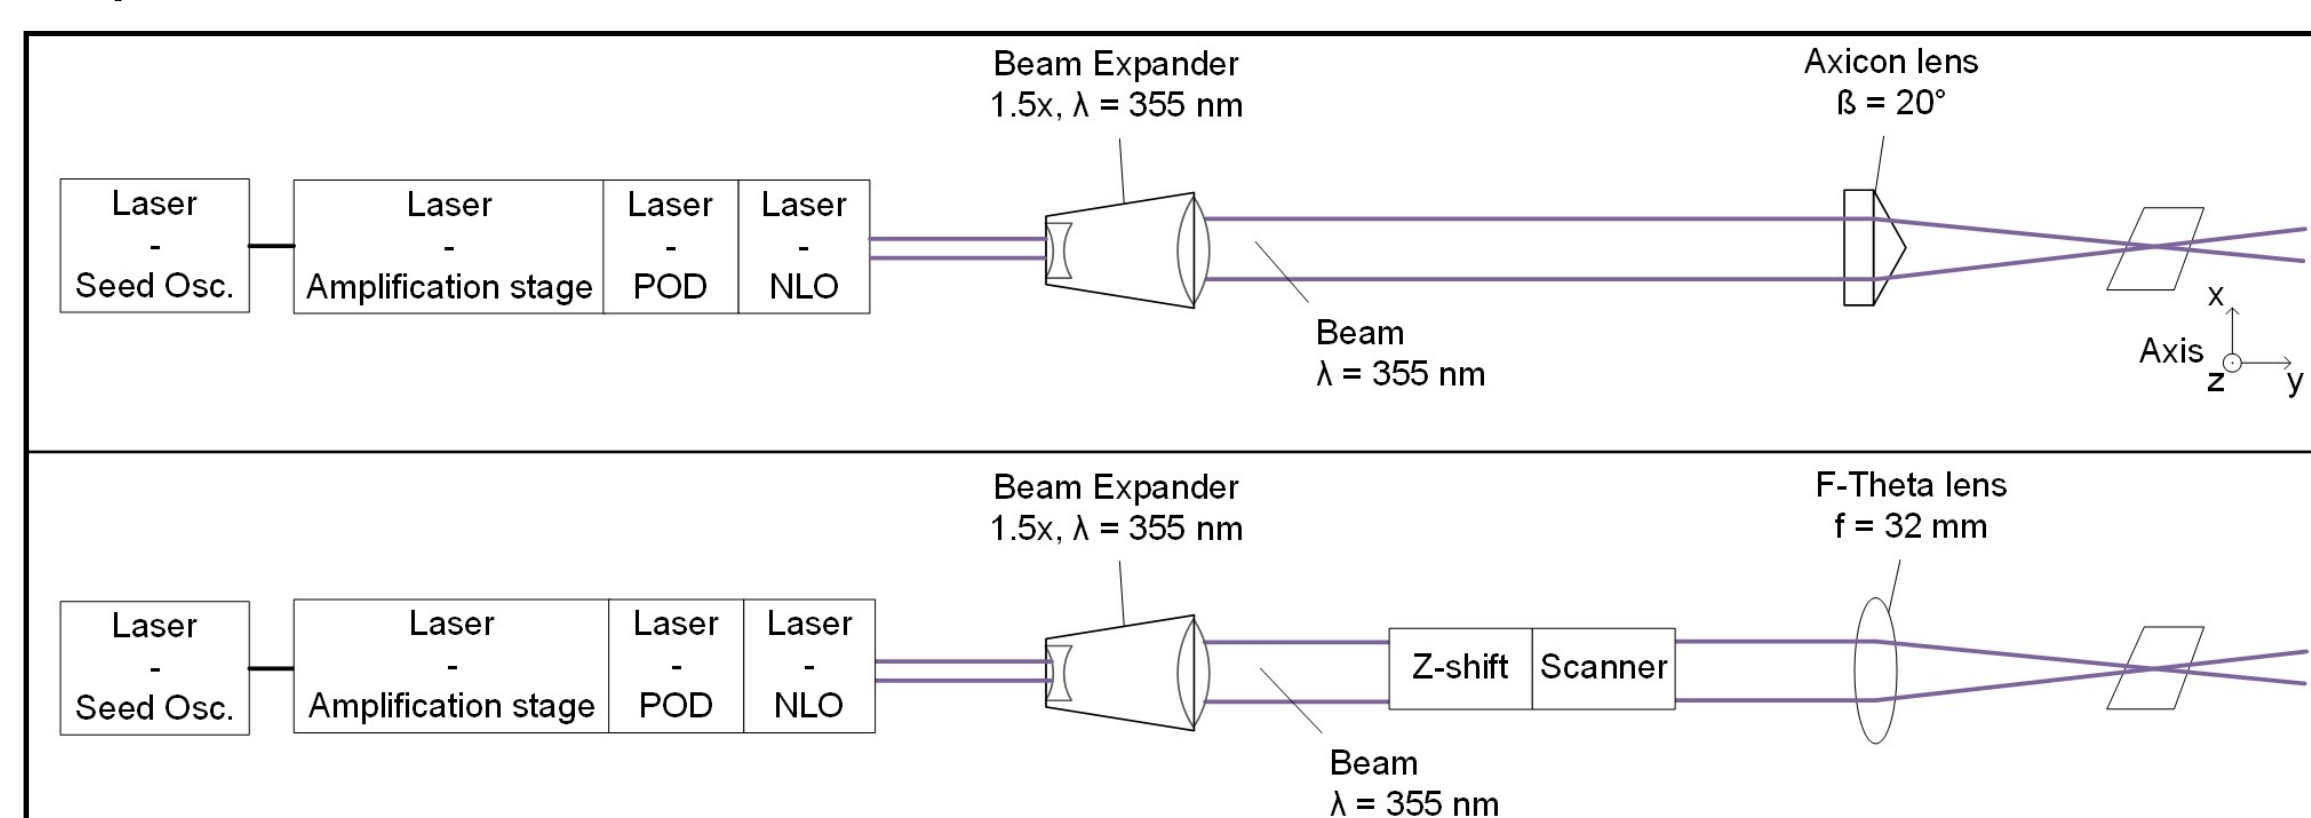 Beam Expander
1.5x, λ = 355 nm
Axicon lens
ß = 20°
Laser
-
Seed Osc.
Laser
-
Amplification stage
Laser
-
POD
Laser
-
NLO
Beam
λ = 355 nm
x
Axis
z
y
Beam Expander
1.5x, λ = 355 nm
F-Theta lens
f = 32 mm
Laser
-
Seed Osc.
Laser
-
Amplification stage
Laser
-
POD
Laser
-
NLO
Z-shift
Scanner
Beam
λ = 355 nm